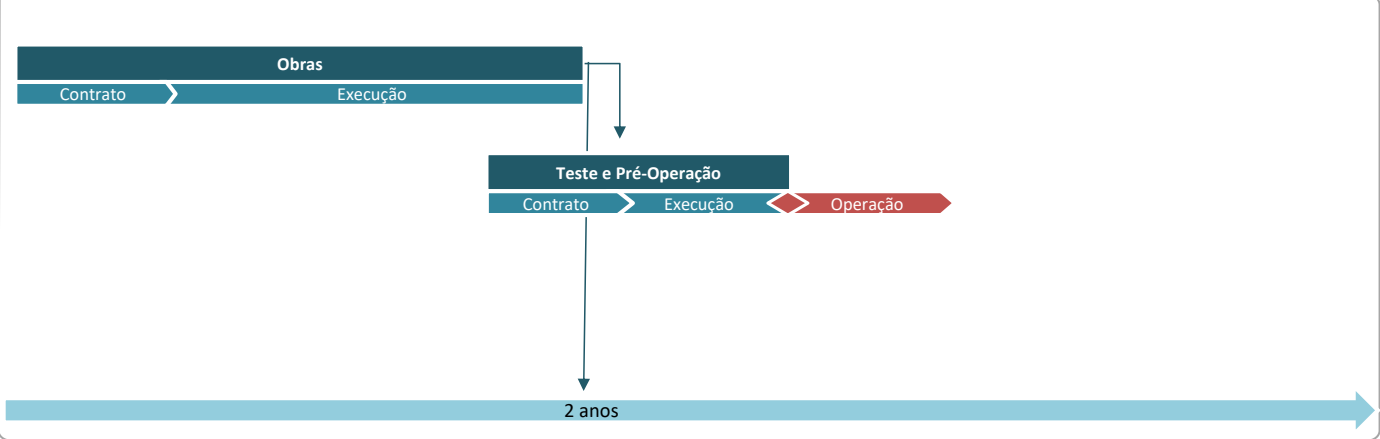 Obras
Contrato
Execução
Teste e Pré-Operação
Contrato
Execução
Operação
2 anos